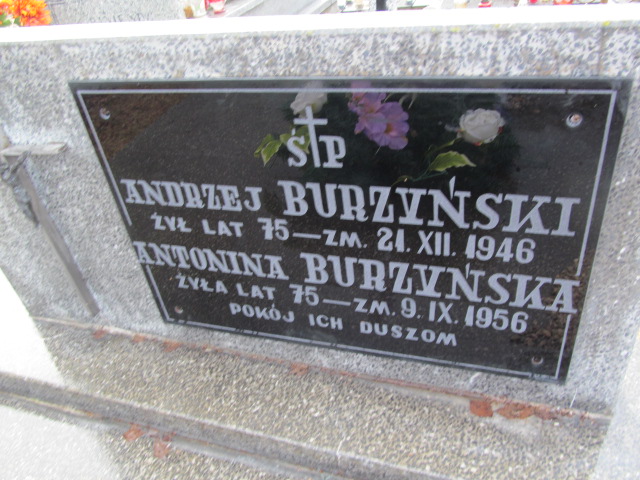 Ś†P
ANDRZEJ BURZYŃSKI
ŻYŁ LAT 75 — ZM. 21. XII. 1946
ANTONINA BURZYŃSKA
ŻYŁA LAT 75 — ZM. 9. IX. 1956
POKÓJ ICH DUSZOM